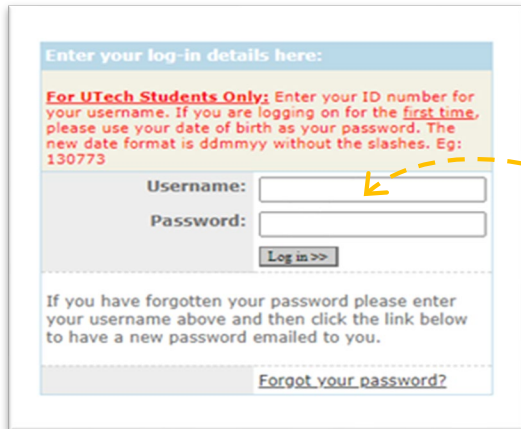 Enter your log-in details here:
For UTech Students Only: Enter your ID number for
your username. If you are logging on for the first time,
please use your date of birth as your password. The
new date format is ddmmyy without the slashes. Eg:
130773
Username:
Password:
Log in >>
If you have forgotten your password please enter
your username above and then click the link below
to have a new password emailed to you.
Forgot your password?